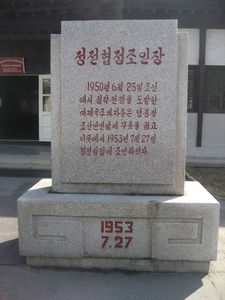 정전협정조인장
1950년 6월 25일 조선
에서 침략전쟁을 도발한
미제국주의자들은 영웅적
조선인민앞에 무릎을 꿇고
이곳에서 1953년 7월 27일
정전협정에 조인하였다.
1953
7.27